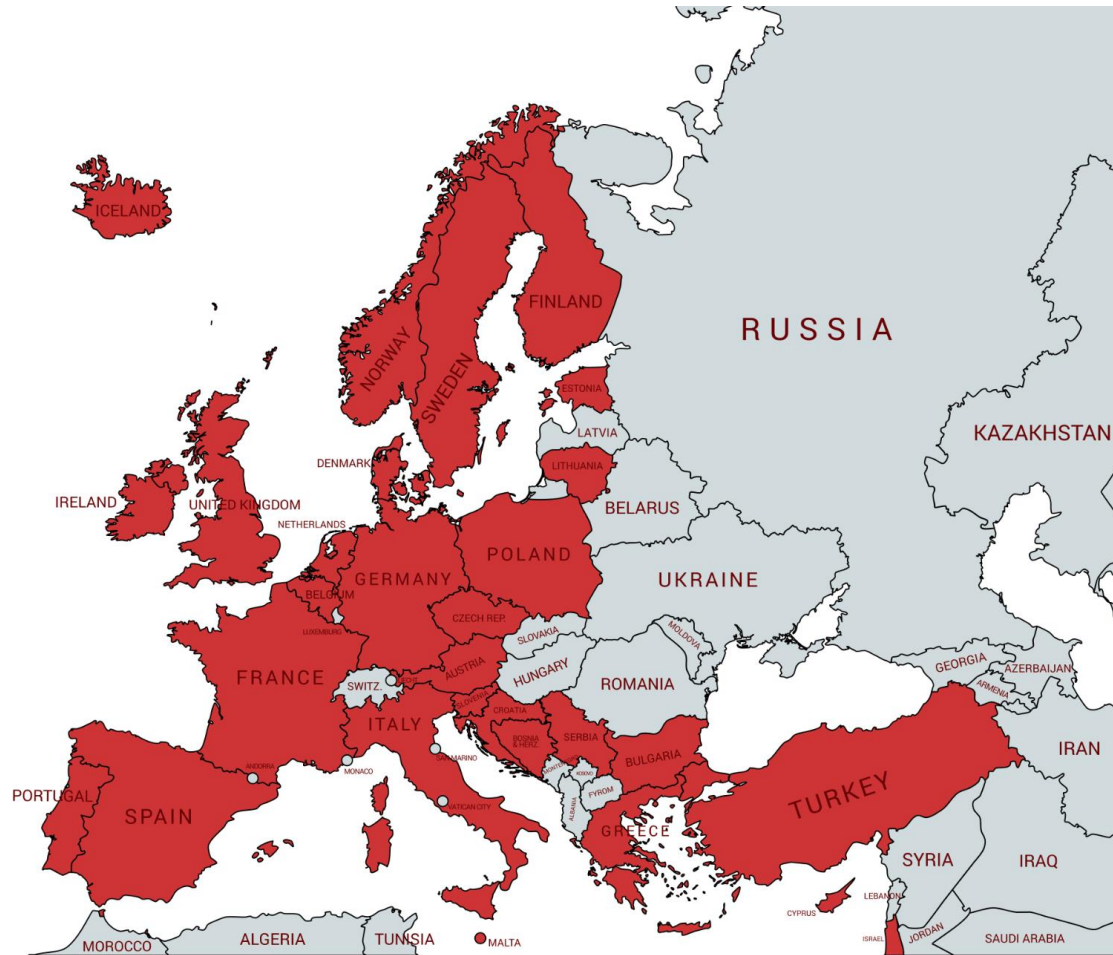 ICELAND
FINLAND
RUSSIA
NORWAY
SWEDEN
ESTONIA
LATVIA
KAZAKHSTAN
DENMARK
LITHUANIA
IRELAND
UNITED KINGDOM
BELARUS
NETHERLANDS
POLAND
GERMANY
UKRAINE
BELGIUM
CZECH REP.
LUXEMBURG
SLOVAKIA
MOLDOVA
FRANCE
SWITZ.
AUSTRIA
HUNGARY
ROMANIA
GEORGIA
AZERBAIJAN
ARMENIA
SLOVENIA
CROATIA
ITALY
BOSNIA
& HERZ.
SERBIA
SAN MARINO
BULGARIA
IRAN
ANDORRA
MONACO
KOSOVO
FYROM
PORTUGAL
SPAIN
VATICAN CITY
ALBANIA
TURKEY
GREECE
SYRIA
IRAQ
LEBANON
CYPRUS
MOROCCO
ALGERIA
TUNISIA
MALTA
ISRAEL
JORDAN
SAUDI ARABIA